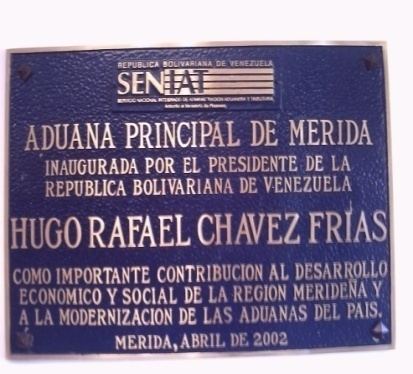 REPUBLICA BOLIVARIANA DE VENEZUELA
SENIAT
SERVICIO NACIONAL INTEGRADO DE ADMINISTRACION ADUANERA Y TRIBUTARIA
ADUANA PRINCIPAL DE MERIDA
INAUGURADA POR EL PRESIDENTE DE LA
REPUBLICA BOLIVARIANA DE VENEZUELA
HUGO RAFAEL CHAVEZ FRIAS
COMO IMPORTANTE CONTRIBUCION AL DESARROLLO
ECONOMICO Y SOCIAL DE LA REGION MERIDEÑA Y
A LA MODERNIZACION DE LAS ADUANAS DEL PAIS.
MERIDA, ABRIL DE 2002